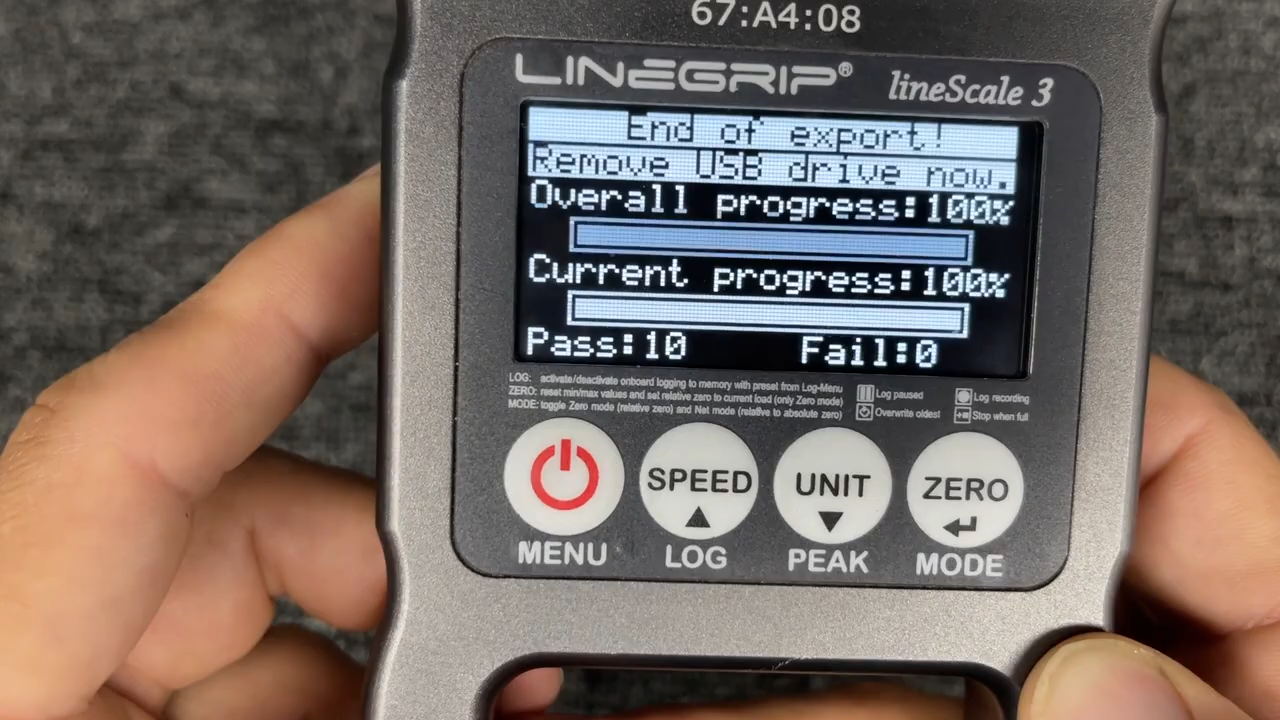 67:A4:08
LINEGRIP® lineScale 3
End of export!
Remove USB drive now.
Overall progress:100%
Current progress:100%
Pass:10 Fail:0
LOG: activate/deactivate onboard logging to memory with preset from Log-Menu
ZERO: reset min/max values and set relative zero to current load (only Zero mode)
MODE: toggle Zero mode (relative zero) and Net mode (relative to absolute zero)
Log paused Log recording
Overwrite oldest Stop when full
SPEED UNIT ZERO
MENU LOG PEAK MODE